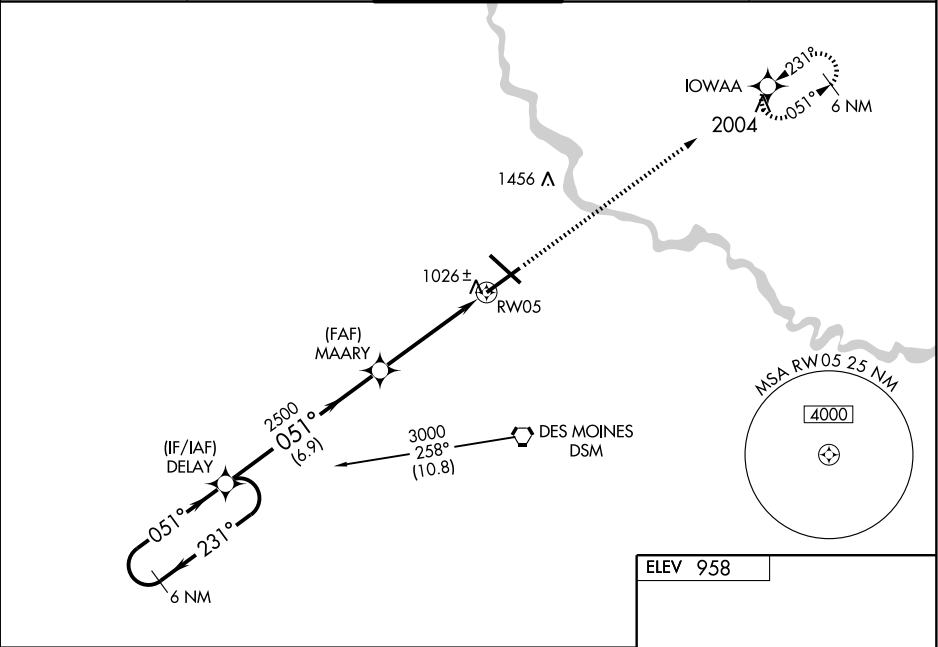 231°
IOWAA
051°
6 NM
2004
1456
1026±
RW05
(FAF)
MAARY
MSA RW05 25 NM
4000
2500
051°
(6.9)
3000
258°
(10.8)
DES MOINES
DSM
(IF/IAF)
DELAY
051°
231°
6 NM
ELEV 958